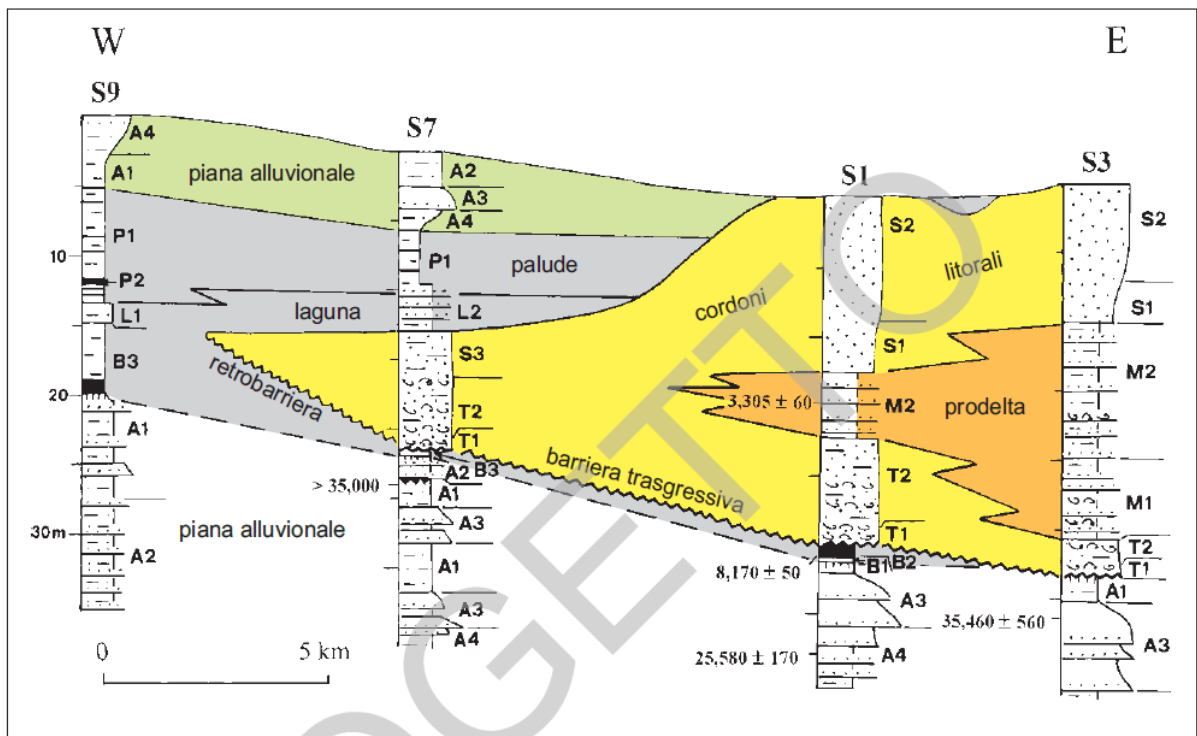 W
E
S9
A4
A1
P1
10
P2
L1
B3
20
A1
30m
A2
S7
A2
A3
A4
P1
L2
S3
T2
T1
B3
A2
> 35,000
A1
A3
A1
A3
A4
S1
S2
S1
3,305 ± 60
M2
T2
T1
B2
B1
8,170 ± 50
A3
25,580 ± 170
A4
S3
S2
S1
M2
M1
T2
T1
A1
35,460 ± 560
A3
piana alluvionale
palude
laguna
retrobarriera
cordoni
litorali
prodelta
barriera trasgressiva
piana alluvionale
0
5 km
OGETTO